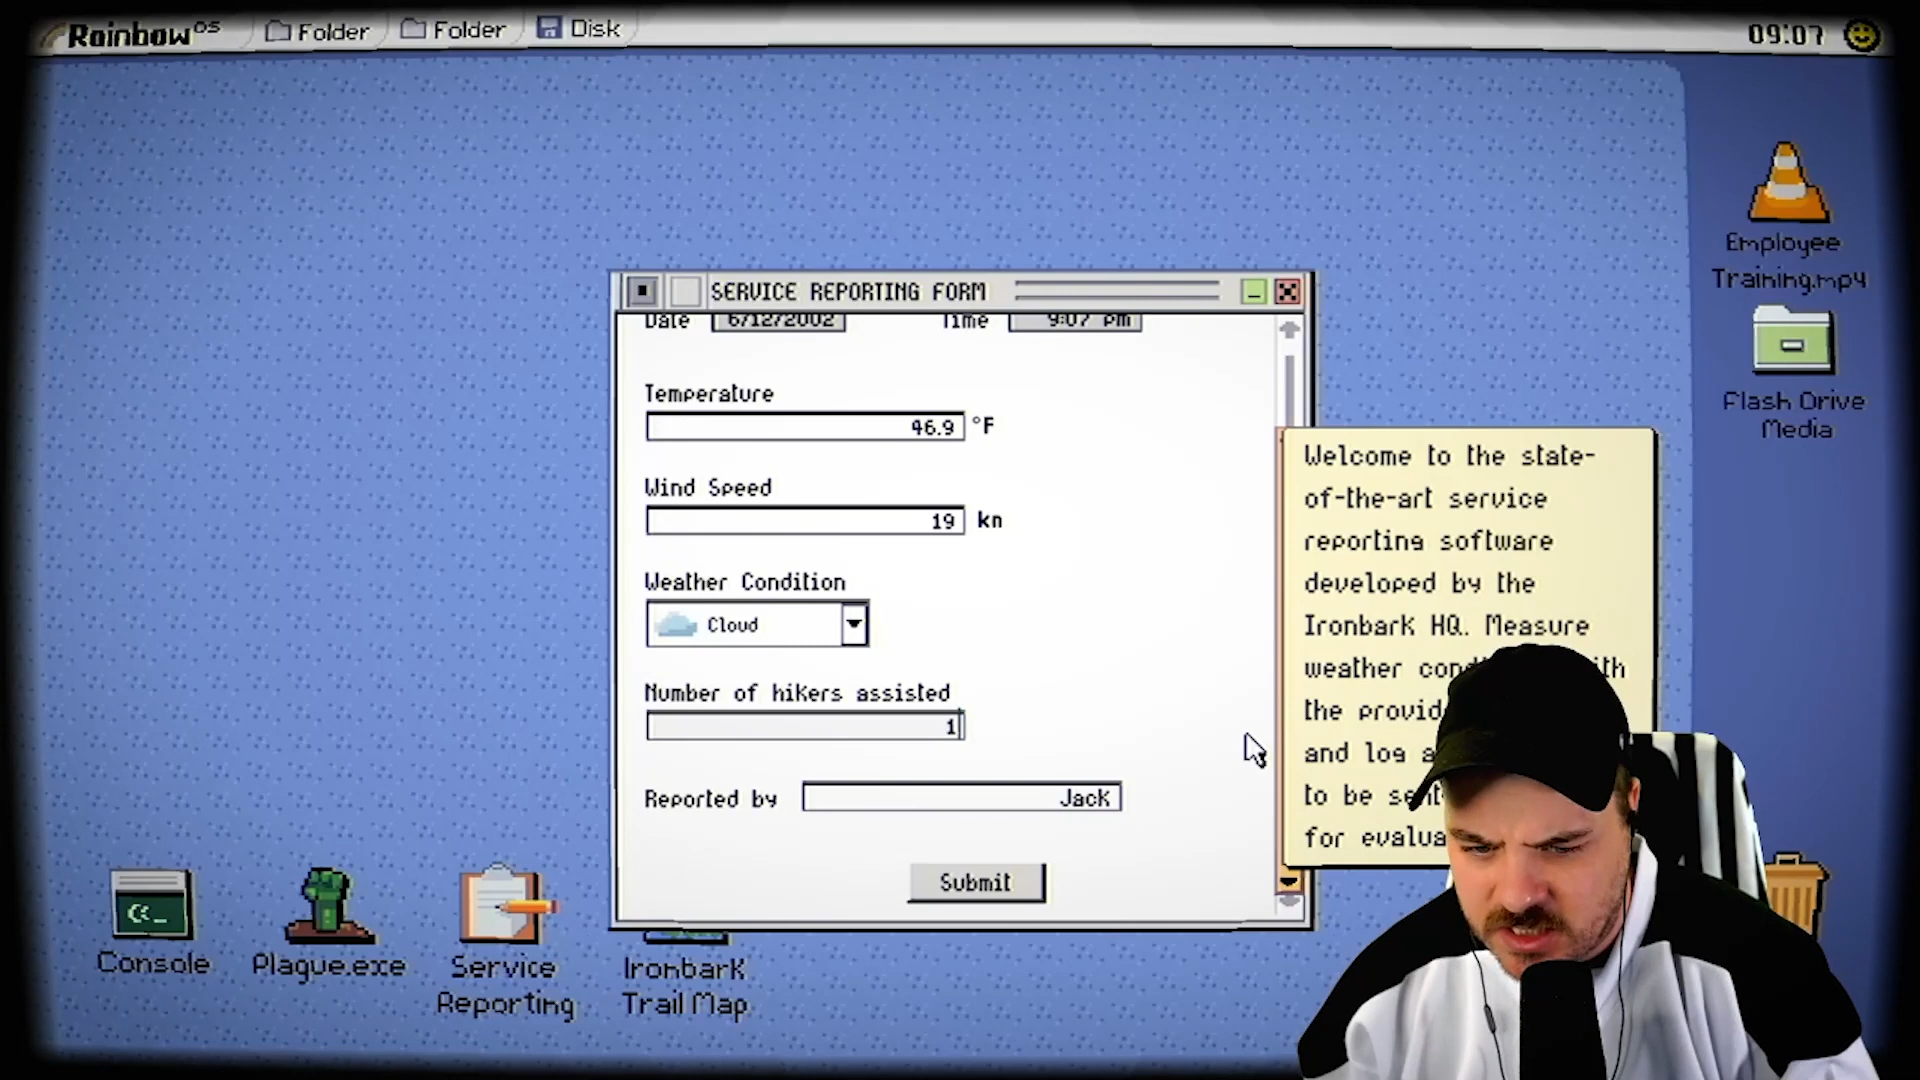 RainbowOS
Folder
Folder
Disk
09:07
Employee
Training.mp4
Flash Drive
Media
SERVICE REPORTING FORM
Date 6/12/2002 Time 9:07 pm
Temperature
46.9 °F
Wind Speed
19 kn
Weather Condition
Cloud
Number of hikers assisted
1
Reported by Jack
Submit
Welcome to the state-
of-the-art service
reporting software
developed by the
Ironbark HQ. Measure
weather
the
and log
to be
for
Console
Plague.exe
Service
Reporting
Ironbark
Trail Map